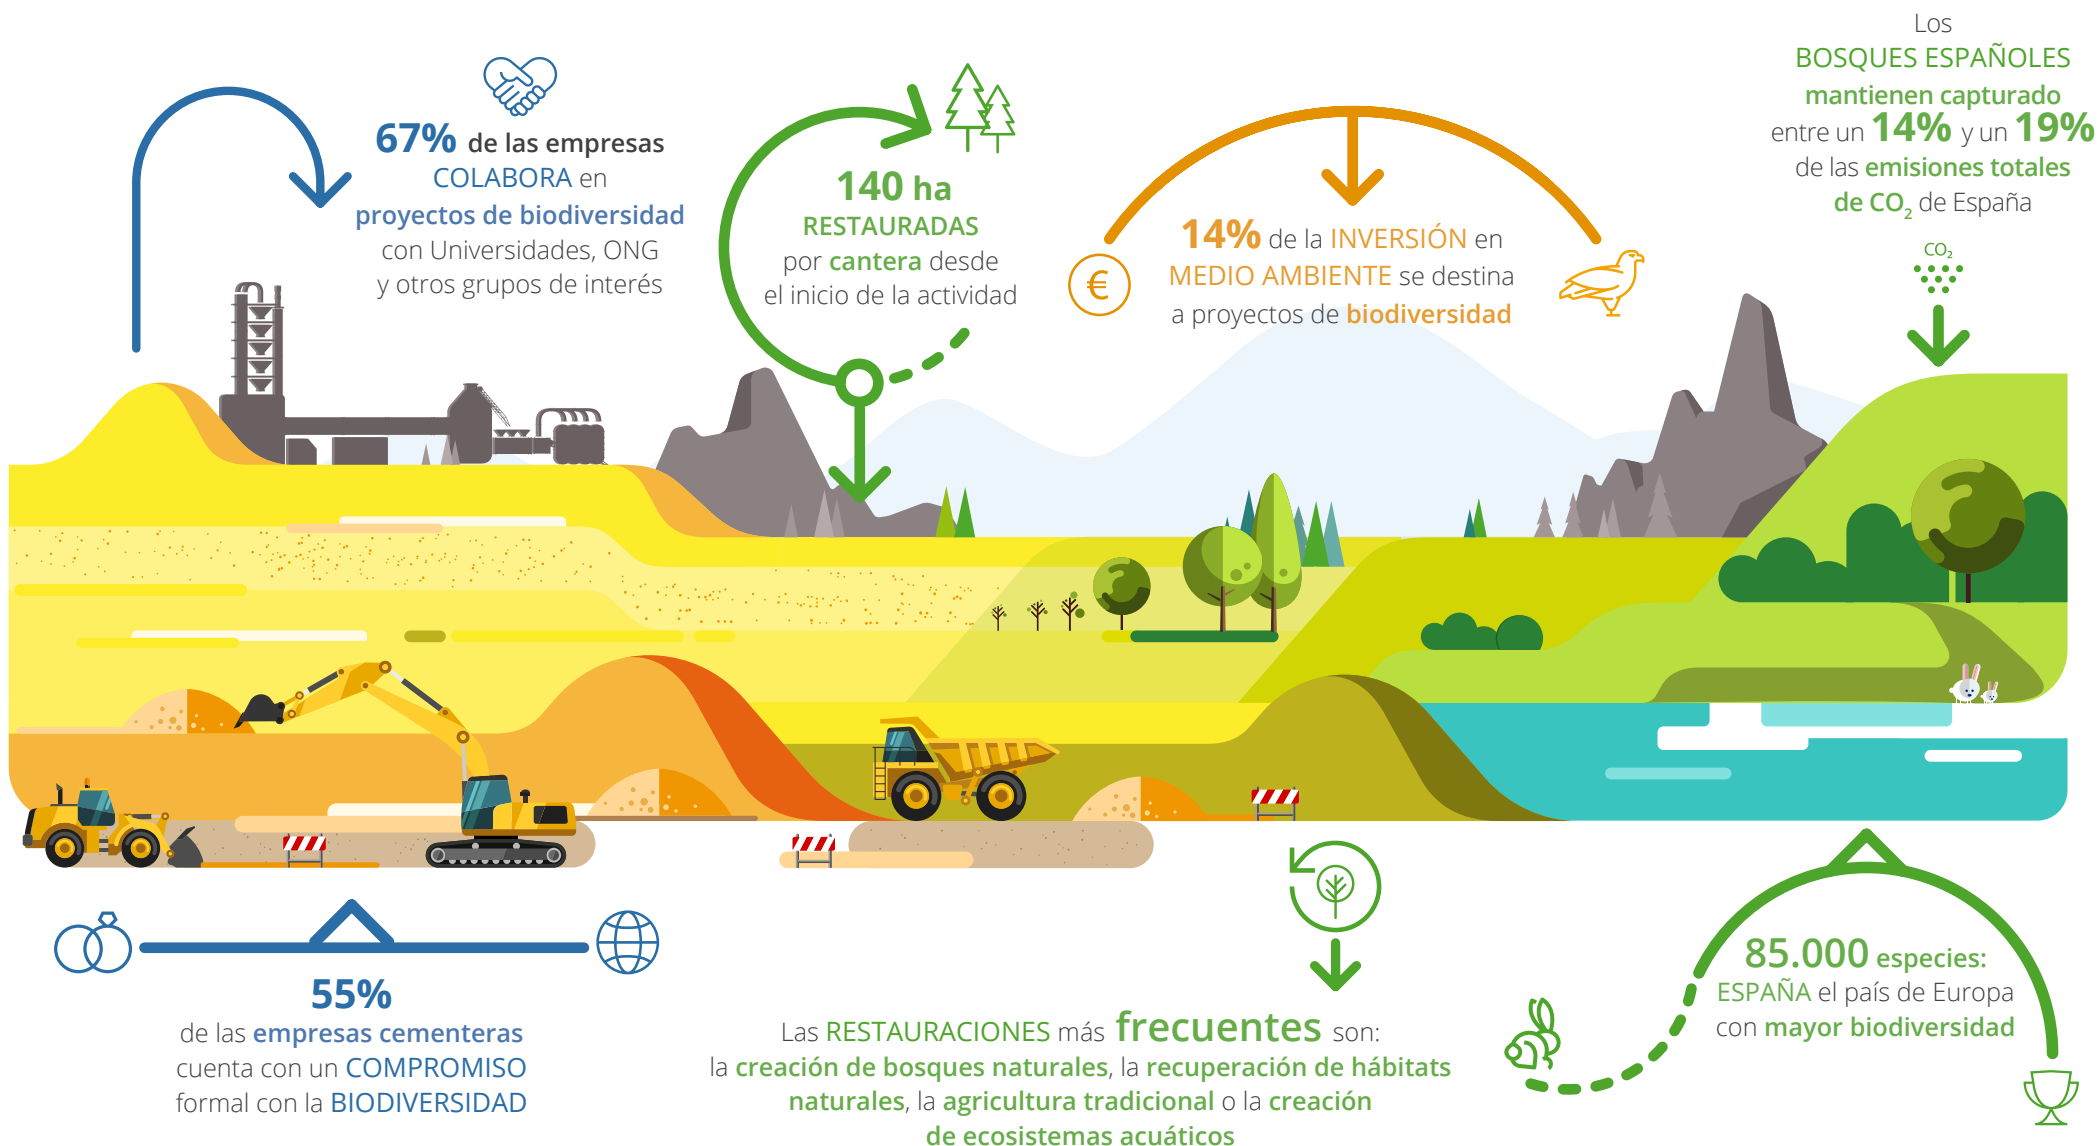 67% de las empresas
COLABORA en
proyectos de biodiversidad
con Universidades, ONG
y otros grupos de interés
140 ha
RESTAURADAS
por cantera desde
el inicio de la actividad
€
14% de la INVERSIÓN en
MEDIO AMBIENTE se destina
a proyectos de biodiversidad
Los
BOSQUES ESPAÑOLES
mantienen capturado
entre un 14% y un 19%
de las emisiones totales
de CO₂ de España
CO₂
55%
de las empresas cementeras
cuenta con un COMPROMISO
formal con la BIODIVERSIDAD
Las RESTAURACIONES más frecuentes son:
la creación de bosques naturales, la recuperación de hábitats
naturales, la agricultura tradicional o la creación
de ecosistemas acuáticos
85.000 especies:
ESPAÑA el país de Europa
con mayor biodiversidad